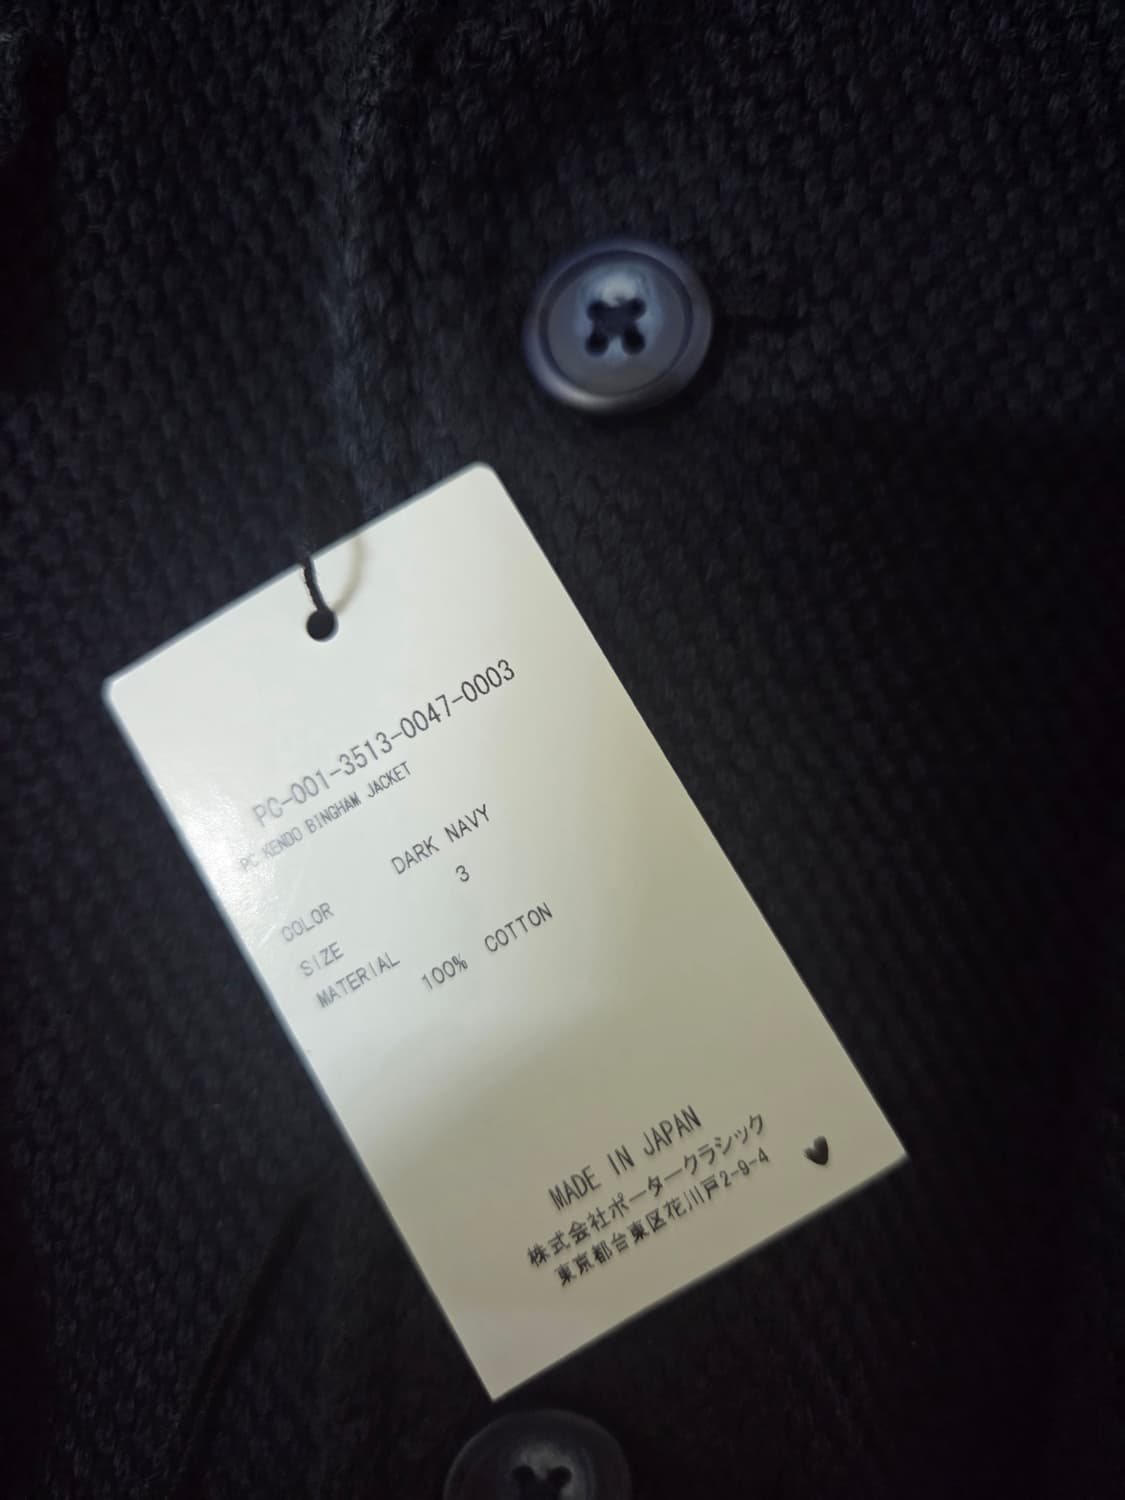 PC-001-3513-0047-0003
PC KENDO BINGHAM JACKET
COLOR DARK NAVY
SIZE 3
MATERIAL 100% COTTON
MADE IN JAPAN
株式会社ポータークラシック
東京都台東区花川戸2-9-4